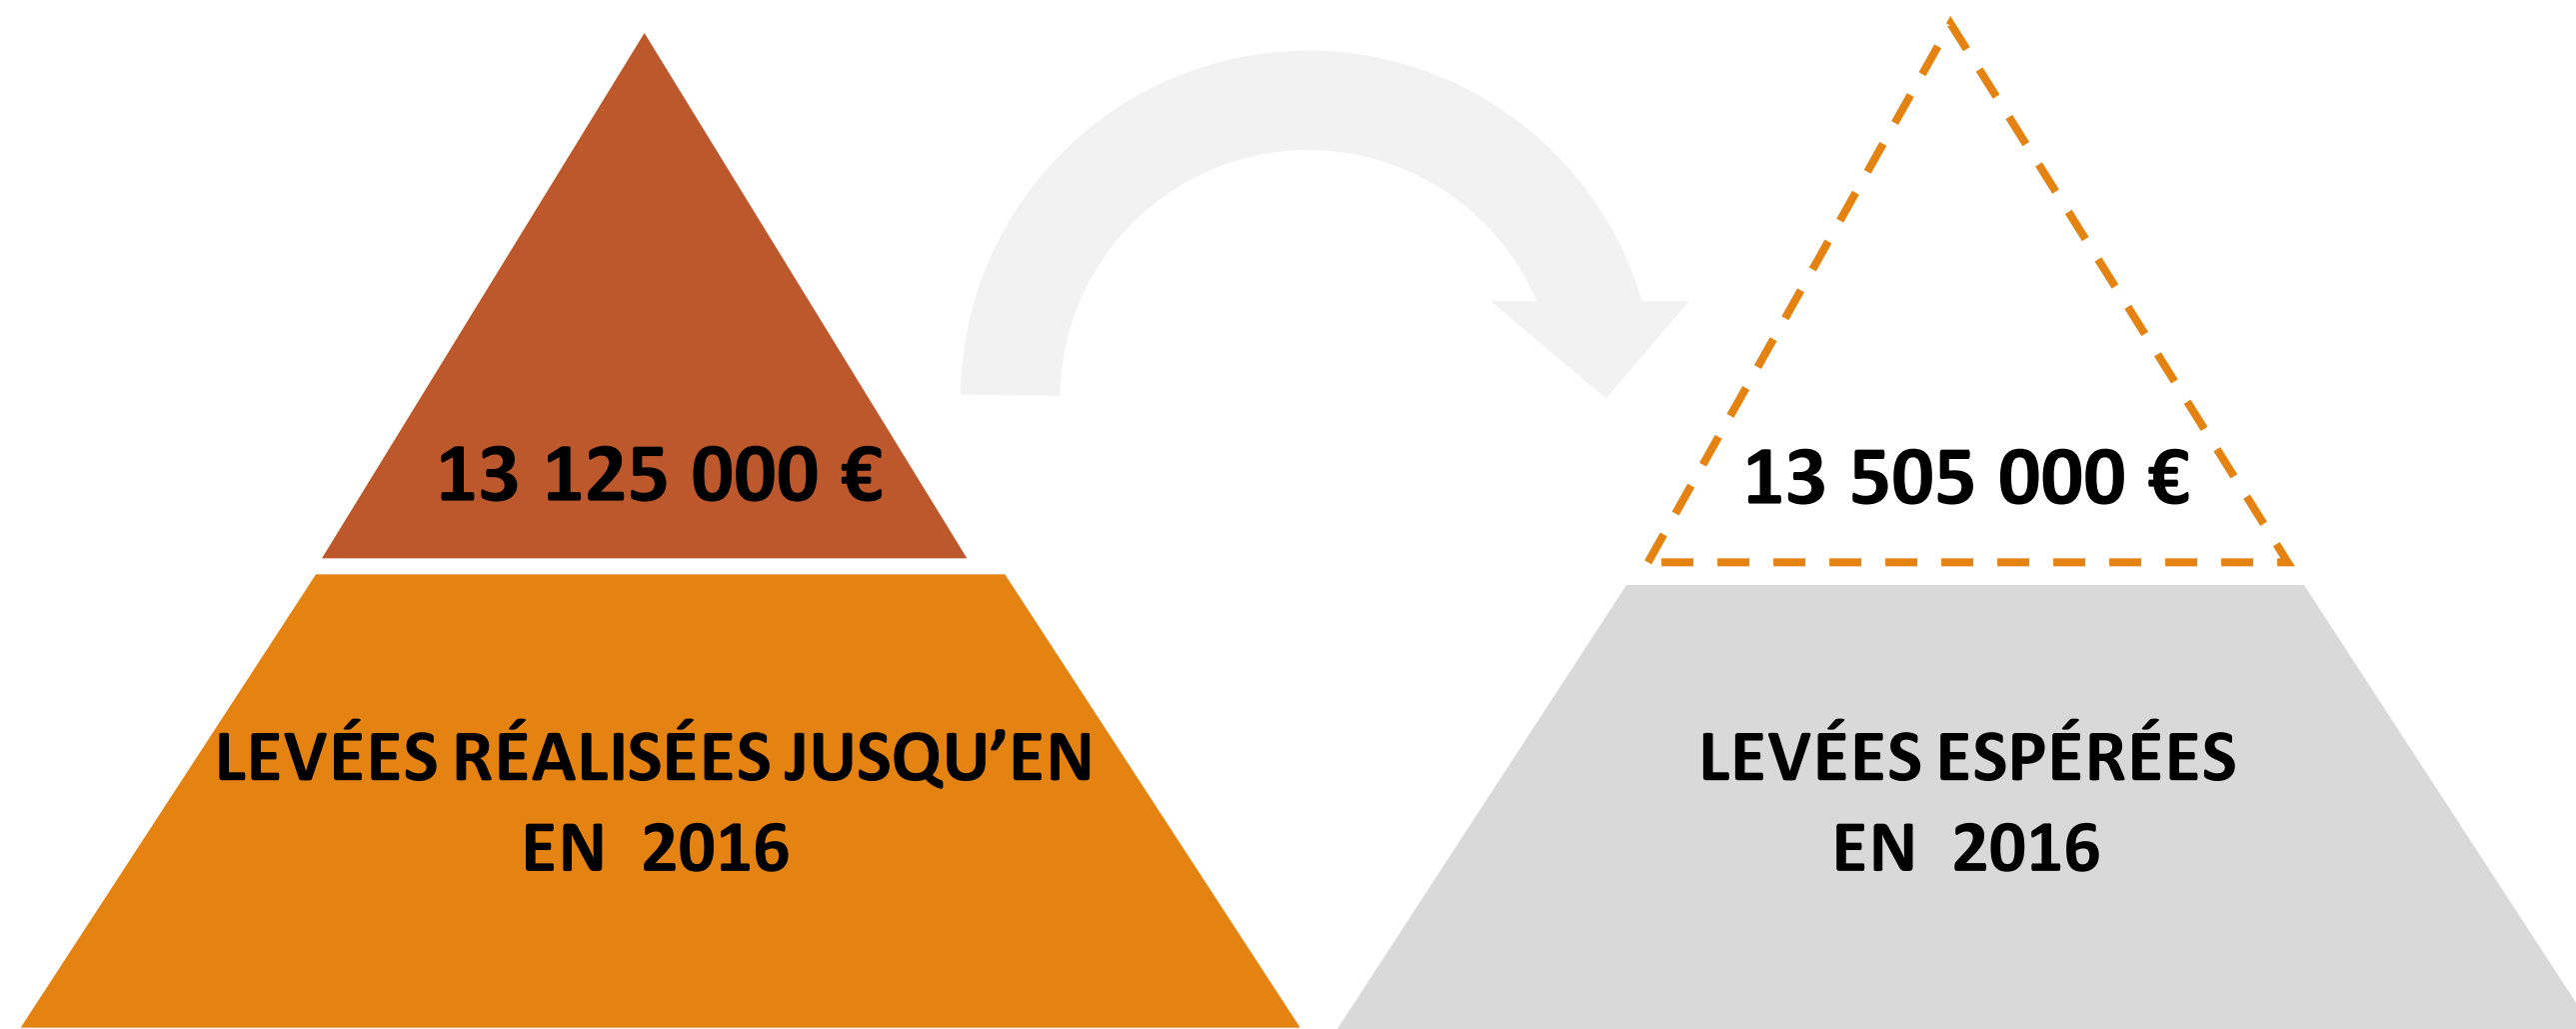 13 125 000 €
LEVÉES RÉALISÉES JUSQU’EN
EN 2016
13 505 000 €
LEVÉES ESPÉRÉES
EN 2016